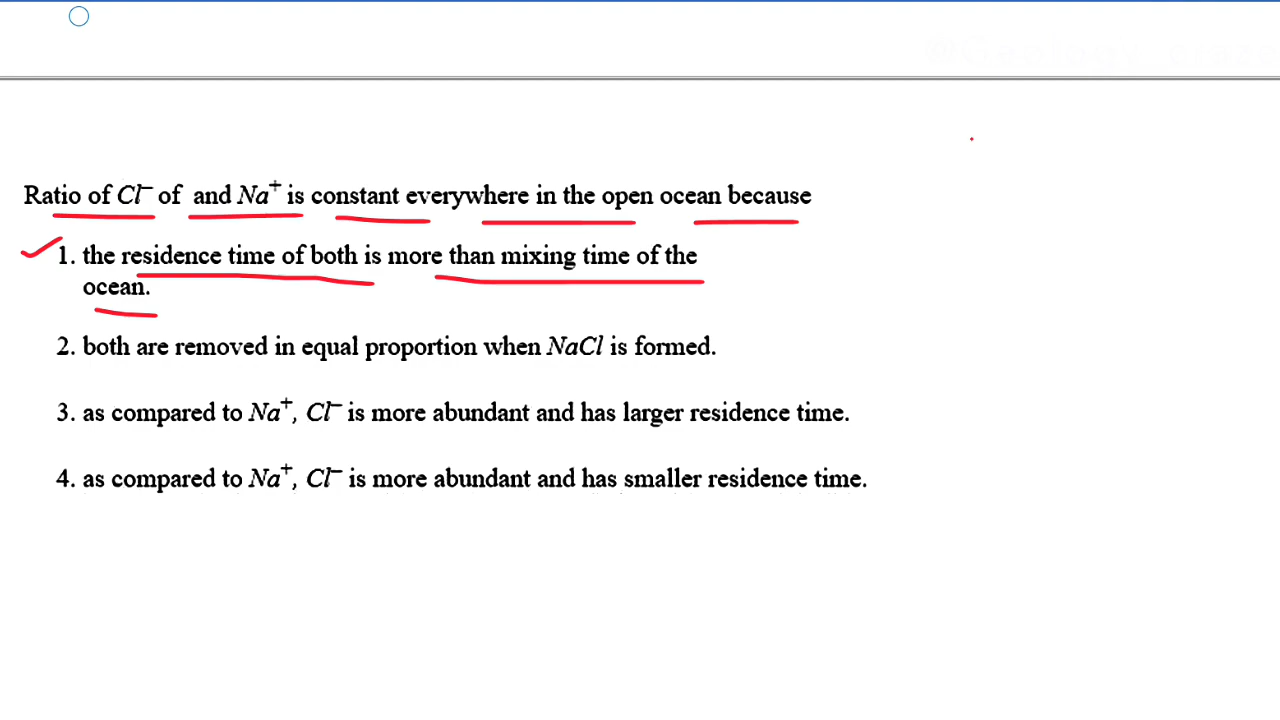 Ratio of Cl⁻ of and Na⁺ is constant everywhere in the open ocean because
1. the residence time of both is more than mixing time of the
ocean.
2. both are removed in equal proportion when NaCl is formed.
3. as compared to Na⁺, Cl⁻ is more abundant and has larger residence time.
4. as compared to Na⁺, Cl⁻ is more abundant and has smaller residence time.